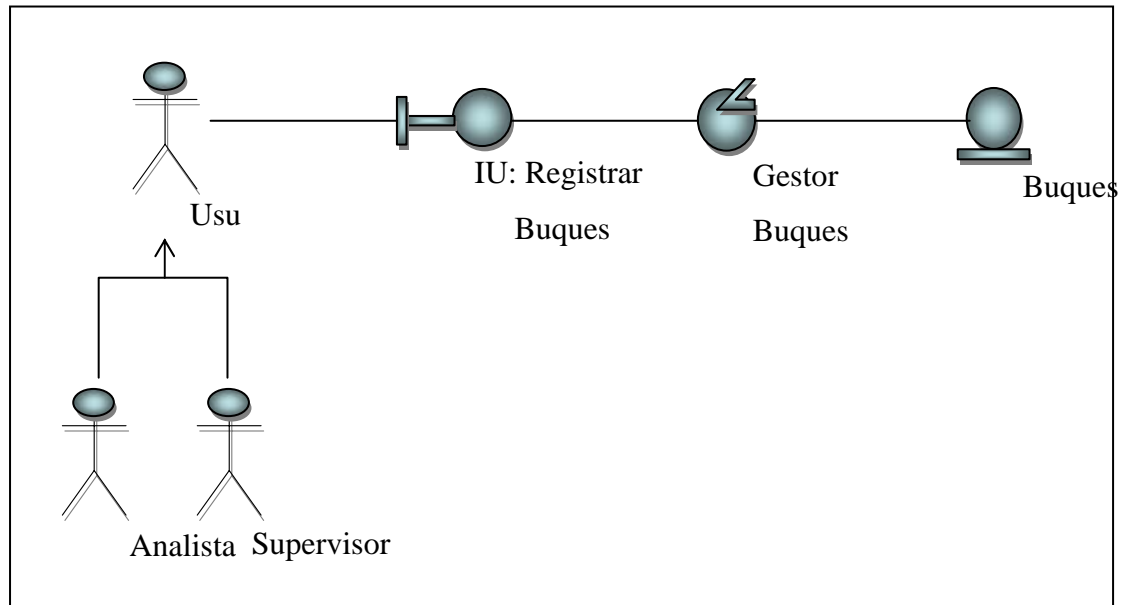 Usu
IU: Registrar
Buques
Gestor
Buques
Buques
Analista
Supervisor